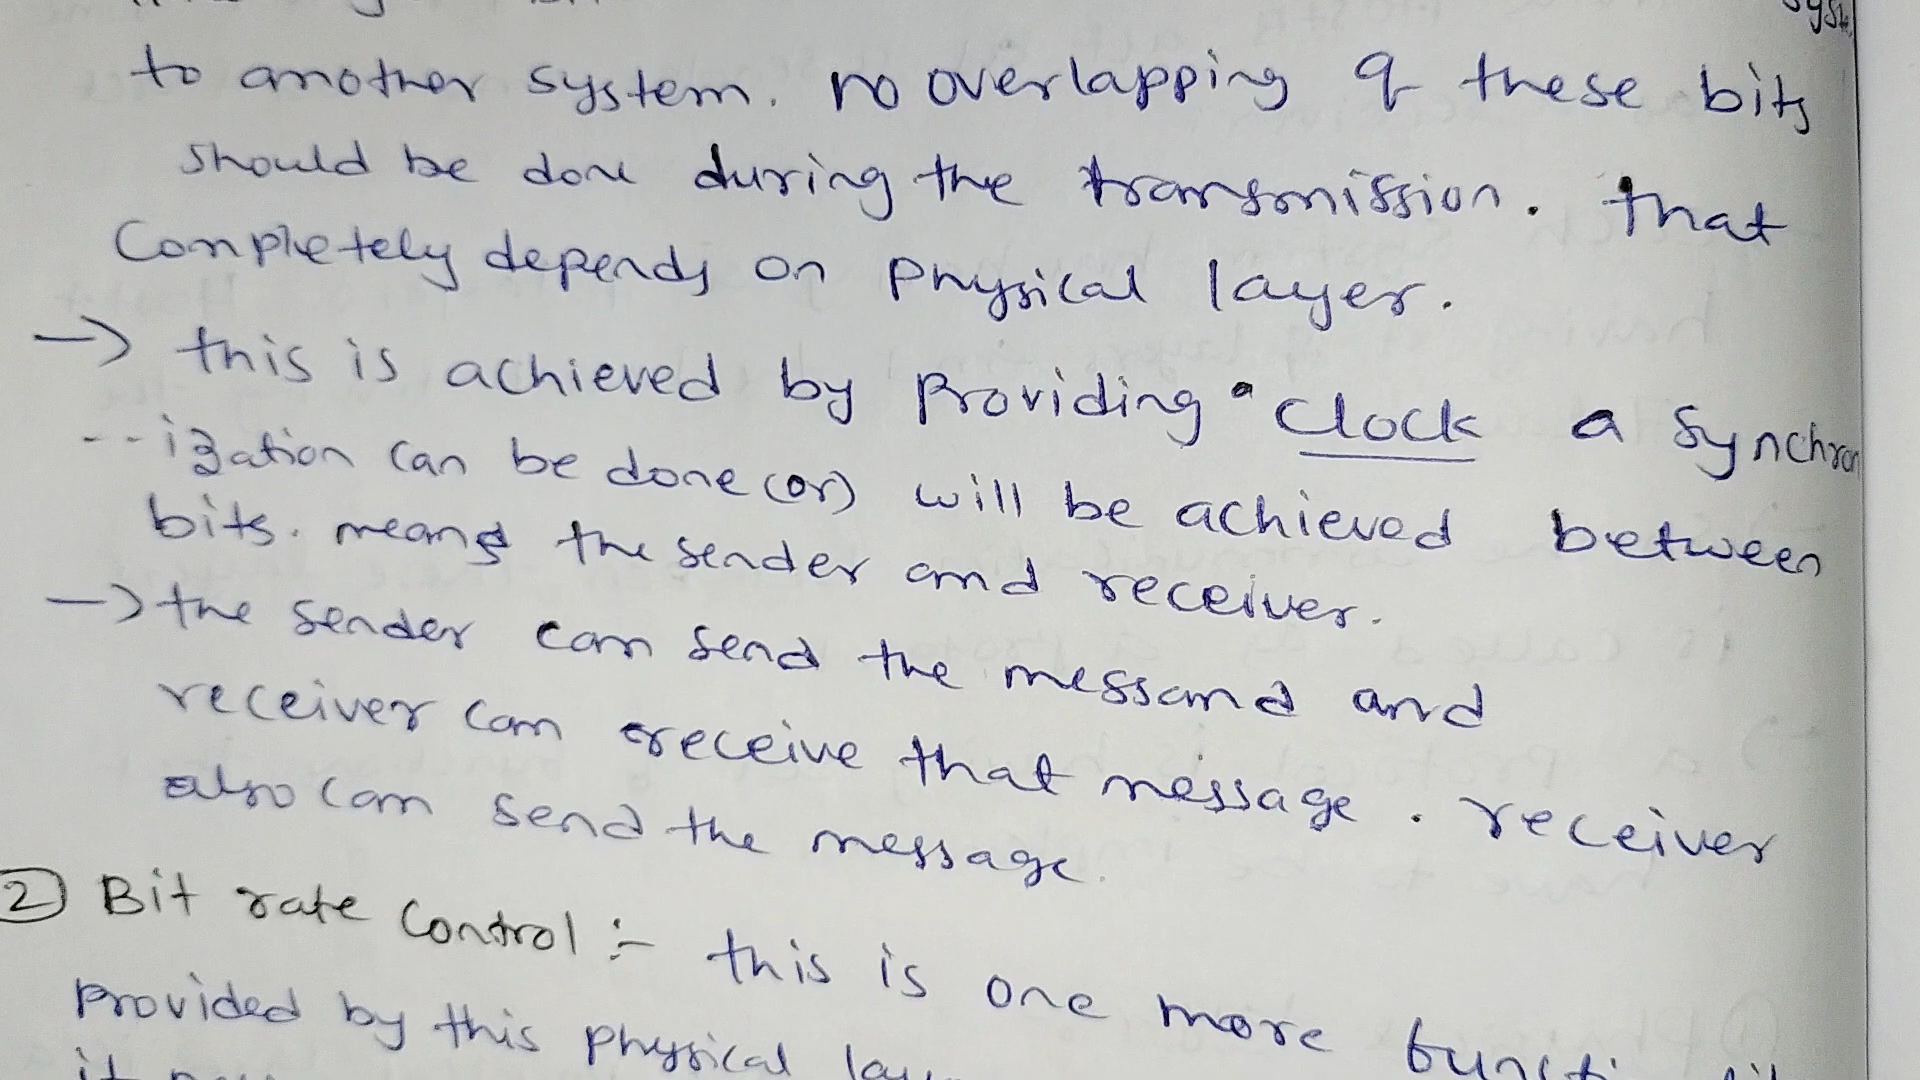 to another system. no overlapping of these bits
should be done during the transmission. that
Completely depends on Physical layer.
-> this is achieved by Providing clock a Synchron
--ization can be done (or) will be achieved between
bits. means the sender and receiver.
-> the sender can send the messand and
receiver can receive that message. receiver
also can send the message.
2 Bit rate Control :- this is one more
Provided by this Physical
it